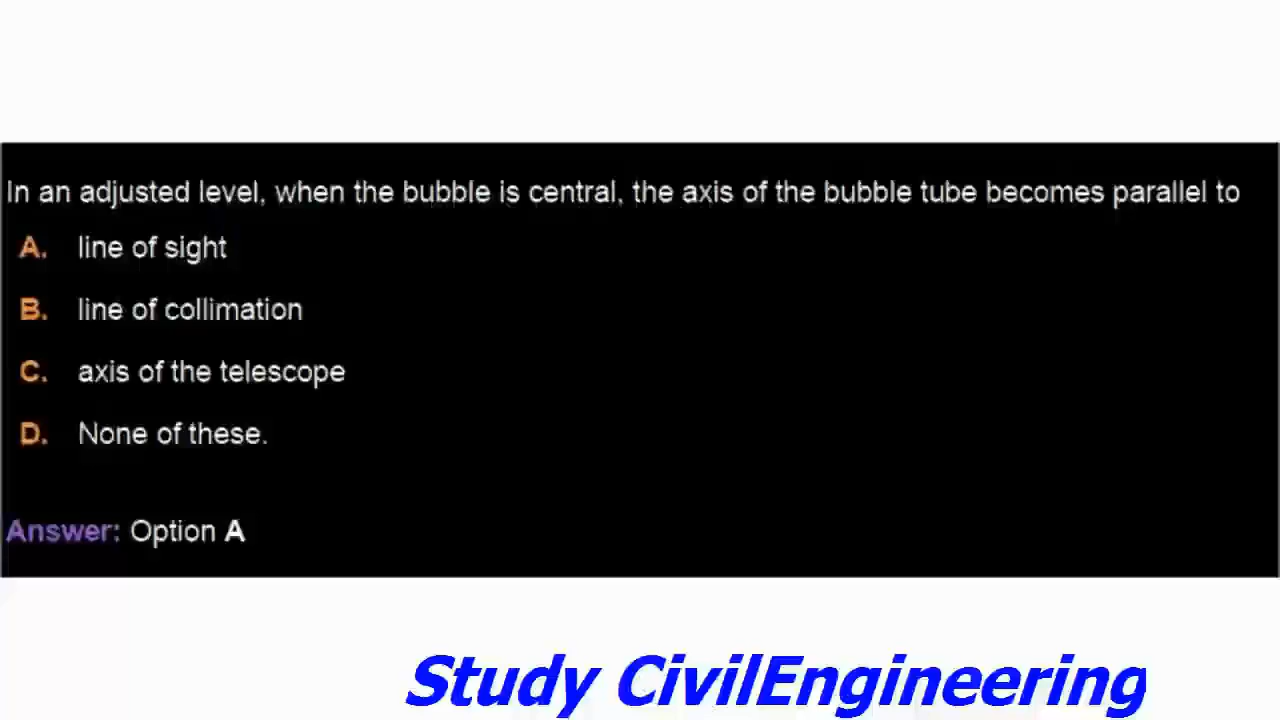 In an adjusted level, when the bubble is central, the axis of the bubble tube becomes parallel to
A. line of sight
B. line of collimation
C. axis of the telescope
D. None of these.
Answer: Option A
Study CivilEngineering